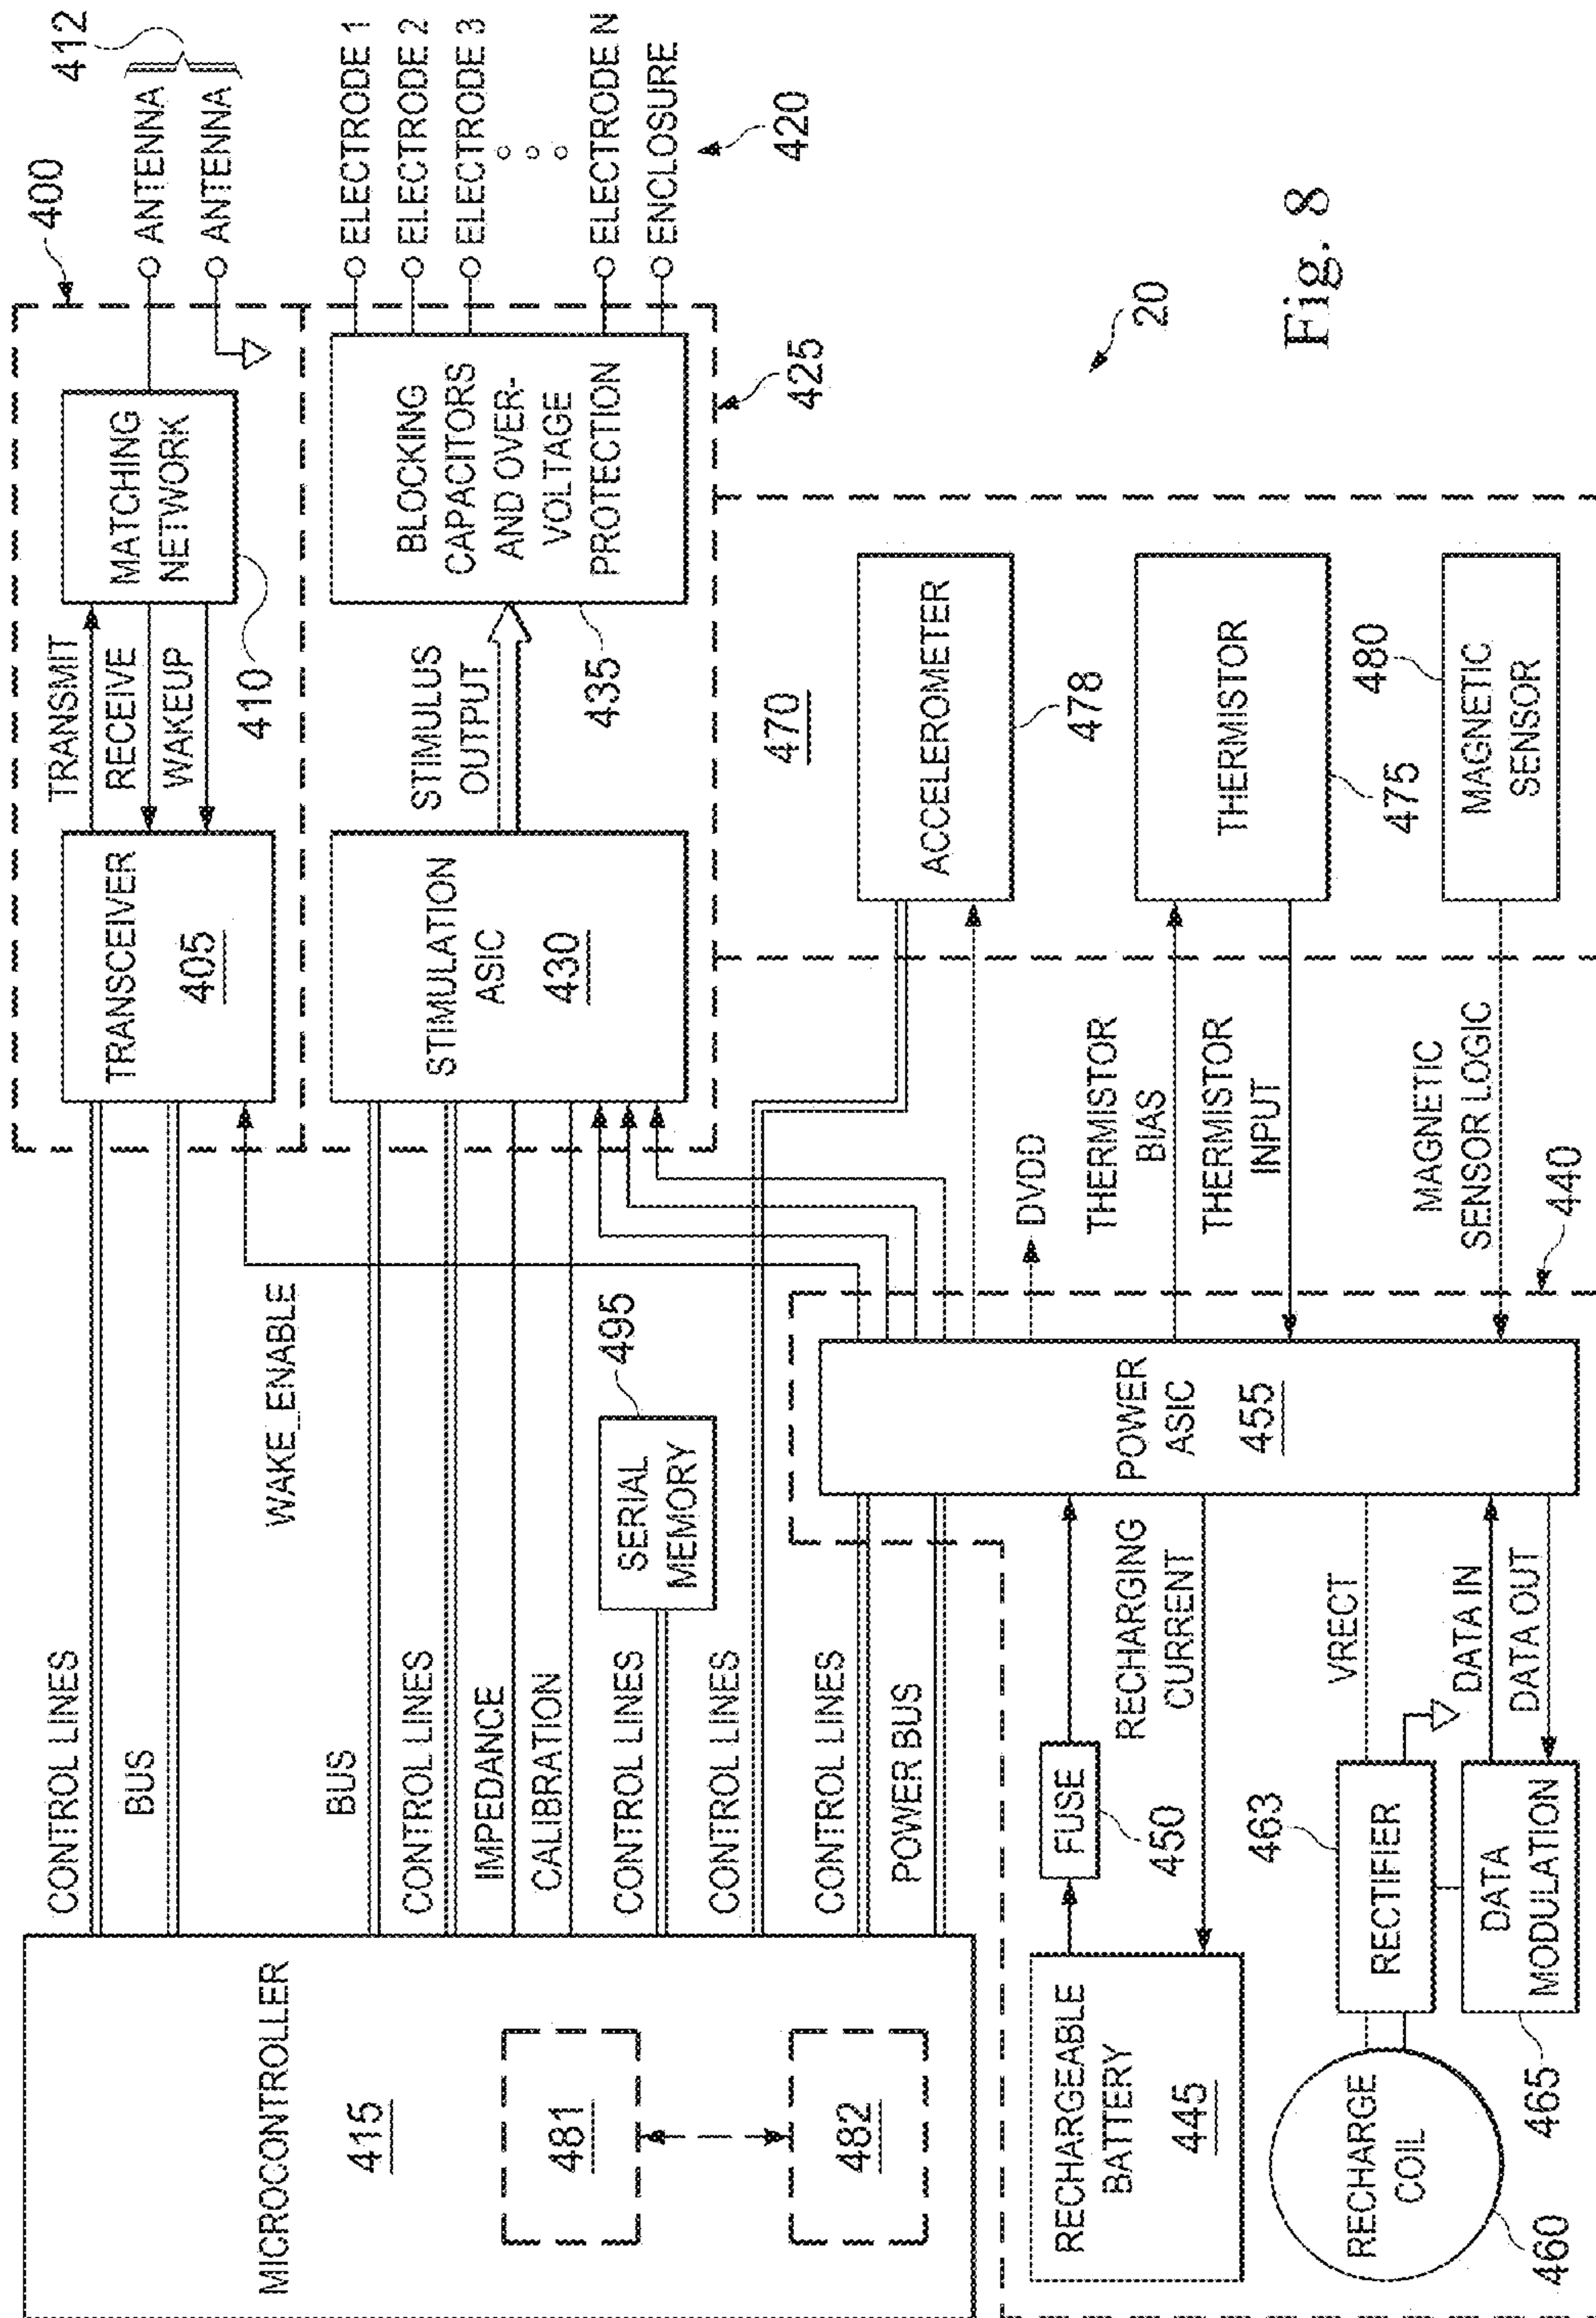 412
400
ANTENNA
ANTENNA
TRANSMIT
RECEIVE
WAKEUP
MATCHING
NETWORK
410
TRANSCEIVER
405
CONTROL LINES
BUS
WAKE_ENABLE
ELECTRODE 1
ELECTRODE 2
ELECTRODE 3
ELECTRODE N
ENCLOSURE
420
BLOCKING
CAPACITORS
AND OVER-
VOLTAGE
PROTECTION
425
435
STIMULUS
OUTPUT
STIMULATION
ASIC
430
BUS
CONTROL LINES
IMPEDANCE
CALIBRATION
CONTROL LINES
SERIAL
MEMORY
495
CONTROL LINES
CONTROL LINES
POWER BUS
MICROCONTROLLER
415
481
482
470
ACCELEROMETER
478
THERMISTOR
475
480
MAGNETIC
SENSOR
DVDD
THERMISTOR
BIAS
THERMISTOR
INPUT
MAGNETIC
SENSOR LOGIC
440
POWER
ASIC
455
RECHARGEABLE
BATTERY
445
FUSE
450
RECHARGING
CURRENT
VRECT
DATA IN
DATA OUT
463
RECTIFIER
DATA
MODULATION
465
RECHARGE
COIL
460
20
Fig. 8